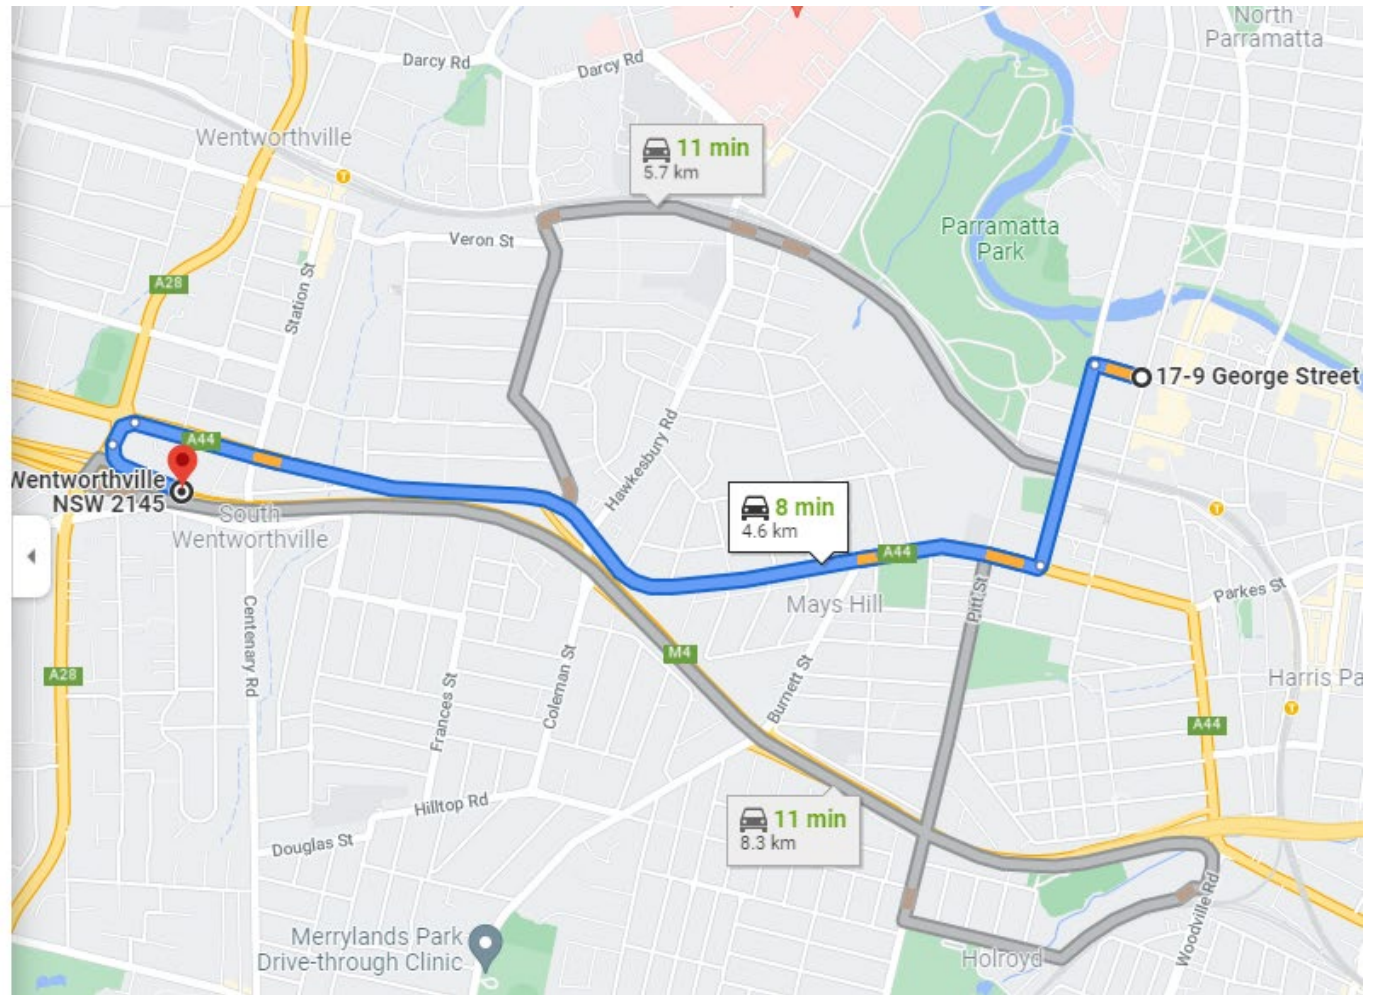 North
Parramatta
Darcy Rd
Darcy Rd
Wentworthville
11 min
5.7 km
Veron St
Parramatta
Park
A28
Station St
17-9 George Street
Hawkesbury Rd
A44
Wentworthville
NSW 2145
South
Wentworthville
8 min
4.6 km
A44
Mays Hill
Pitt St
Parkes St
Centenary Rd
M4
A28
Frances St
Coleman St
Burnett St
Harris Pa
A44
Hilltop Rd
11 min
8.3 km
Douglas St
Woodville Rd
Merrylands Park
Drive-through Clinic
Holroyd
T
T
T